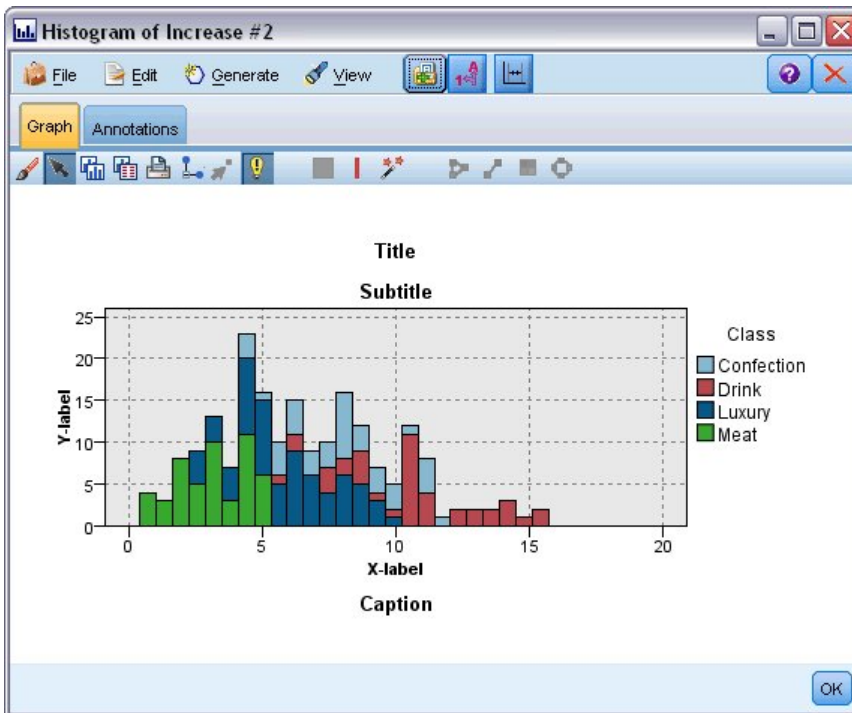 Histogram of Increase #2
File Edit Generate View
Graph Annotations
Title
Subtitle
25
20
15
10
5
0
Y-label
0 5 10 15 20
X-label
Caption
Class
Confection
Drink
Luxury
Meat
OK